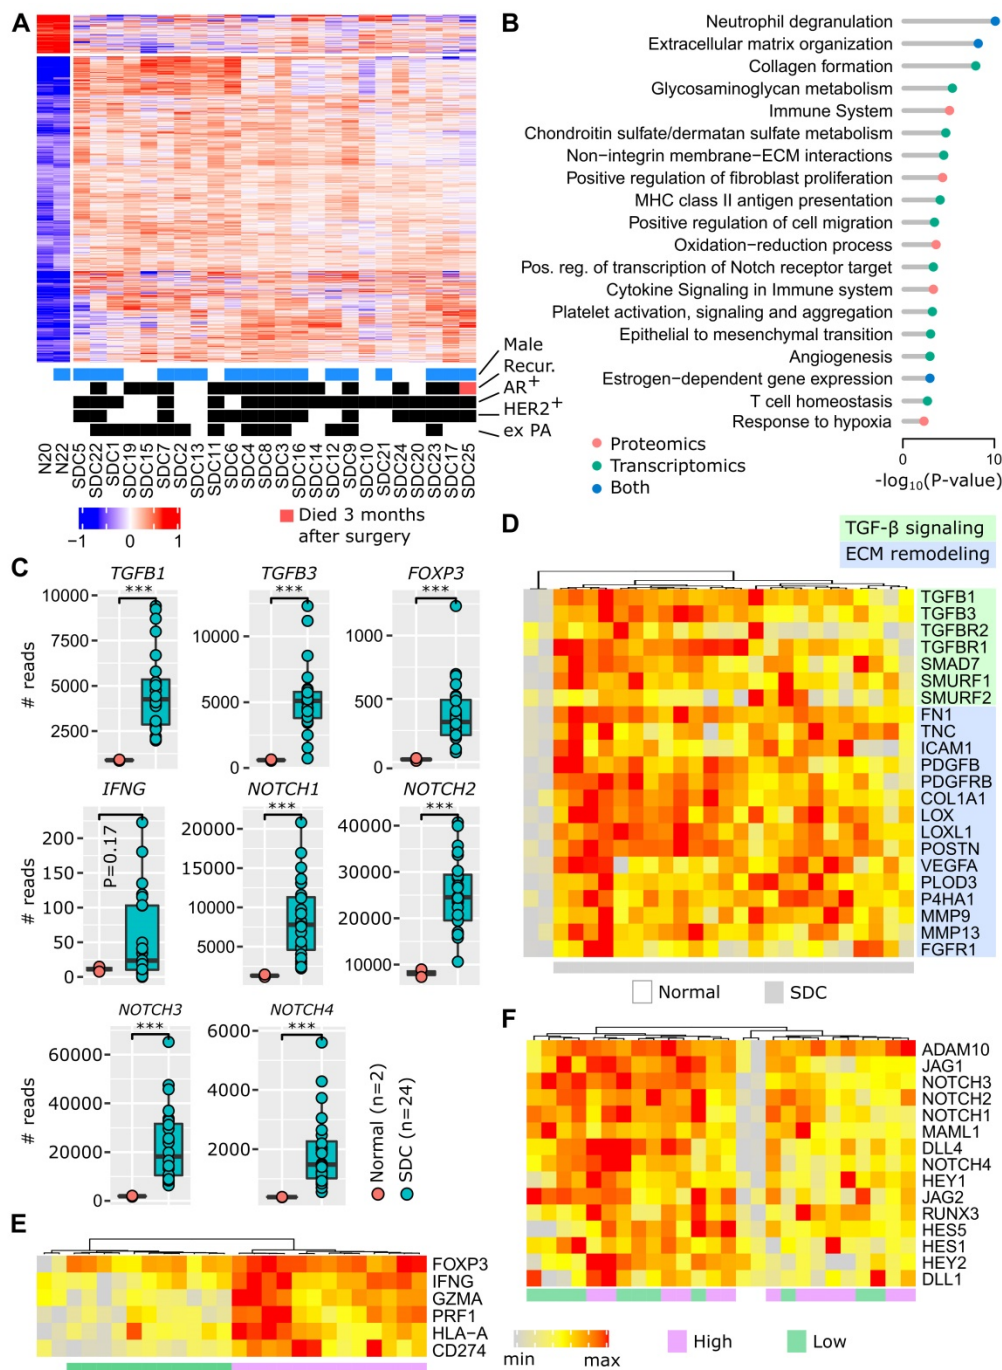 A
Male
Recur.
AR+
HER2+
ex PA
N20
N22
SDC5
SDC22
SDC1
SDC19
SDC15
SDC7
SDC2
SDC13
SDC11
SDC6
SDC4
SDC8
SDC3
SDC16
SDC14
SDC12
SDC9
SDC10
SDC21
SDC24
SDC20
SDC23
SDC17
SDC25
−1 0 1
Died 3 months
after surgery
B
Neutrophil degranulation
Extracellular matrix organization
Collagen formation
Glycosaminoglycan metabolism
Immune System
Chondroitin sulfate/dermatan sulfate metabolism
Non−integrin membrane−ECM interactions
Positive regulation of fibroblast proliferation
MHC class II antigen presentation
Positive regulation of cell migration
Oxidation−reduction process
Pos. reg. of transcription of Notch receptor target
Cytokine Signaling in Immune system
Platelet activation, signaling and aggregation
Epithelial to mesenchymal transition
Angiogenesis
Estrogen−dependent gene expression
T cell homeostasis
Response to hypoxia
Proteomics
Transcriptomics
Both
0 10
-log10(P-value)
C
TGFB1
***
10000
7500
5000
2500
# reads
TGFB3
***
10000
5000
0
FOXP3
***
1000
500
0
IFNG
P=0.17
200
150
100
50
0
# reads
NOTCH1
***
20000
15000
10000
5000
NOTCH2
***
40000
30000
20000
10000
NOTCH3
***
60000
40000
20000
0
# reads
NOTCH4
***
6000
4000
2000
0
Normal (n=2)
SDC (n=24)
D
TGF-β signaling
ECM remodeling
TGFB1
TGFB3
TGFBR2
TGFBR1
SMAD7
SMURF1
SMURF2
FN1
TNC
ICAM1
PDGFB
PDGFRB
COL1A1
LOX
LOXL1
POSTN
VEGFA
PLOD3
P4HA1
MMP9
MMP13
FGFR1
Normal
SDC
E
FOXP3
IFNG
GZMA
PRF1
HLA−A
CD274
F
ADAM10
JAG1
NOTCH3
NOTCH2
NOTCH1
MAML1
DLL4
NOTCH4
HEY1
JAG2
RUNX3
HES5
HES1
HEY2
DLL1
min max
High
Low